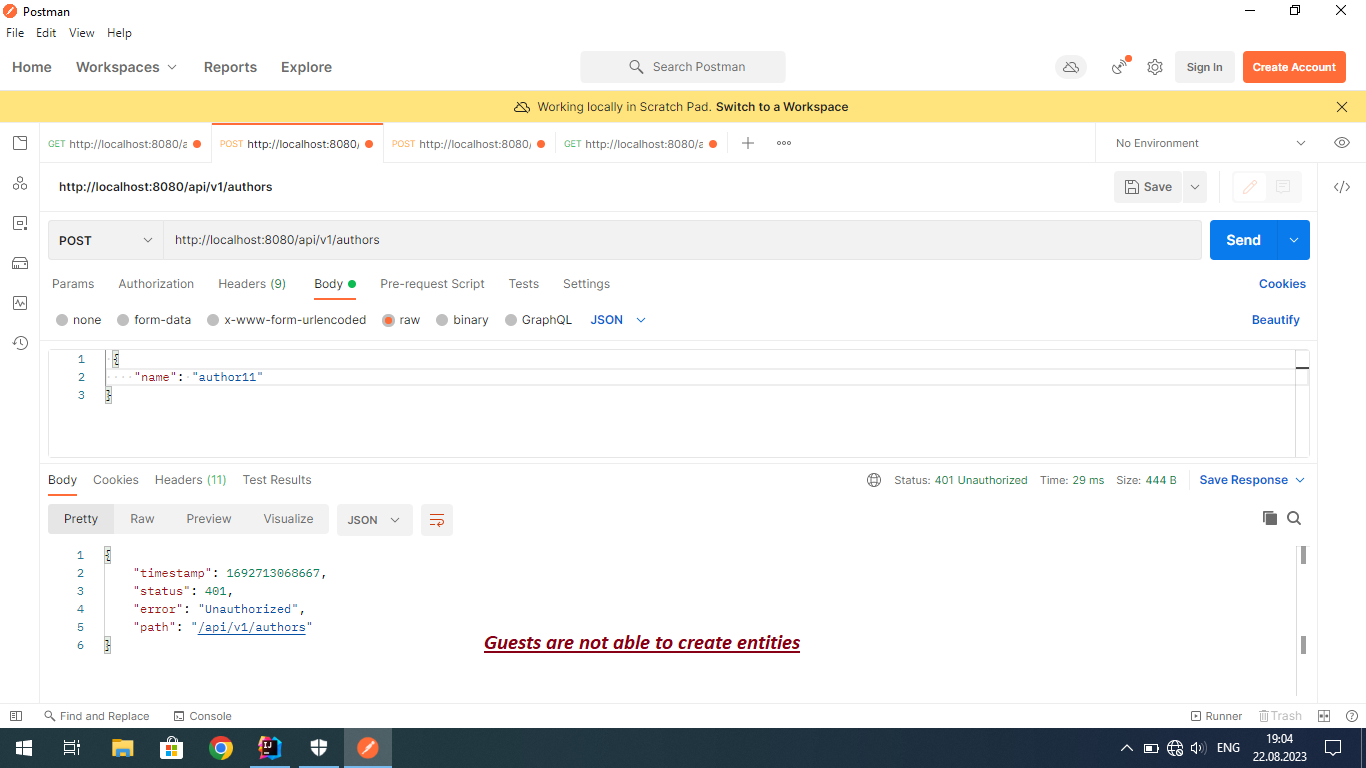 Postman
File Edit View Help
Home Workspaces Reports Explore Search Postman Sign In Create Account
Working locally in Scratch Pad. Switch to a Workspace
GET http://localhost:8080/a POST http://localhost:8080/ POST http://localhost:8080/ GET http://localhost:8080/a No Environment
http://localhost:8080/api/v1/authors Save
POST http://localhost:8080/api/v1/authors Send
Params Authorization Headers (9) Body Pre-request Script Tests Settings Cookies
none form-data x-www-form-urlencoded raw binary GraphQL JSON Beautify
1 {
2 "name": "author11"
3 }
Body Cookies Headers (11) Test Results Status: 401 Unauthorized Time: 29 ms Size: 444 B Save Response
Pretty Raw Preview Visualize JSON
1 {
2 "timestamp": 1692713068667,
3 "status": 401,
4 "error": "Unauthorized",
5 "path": "/api/v1/authors"
6 }
Guests are not able to create entities
Find and Replace Console Runner Trash
ENG 19:04
22.08.2023